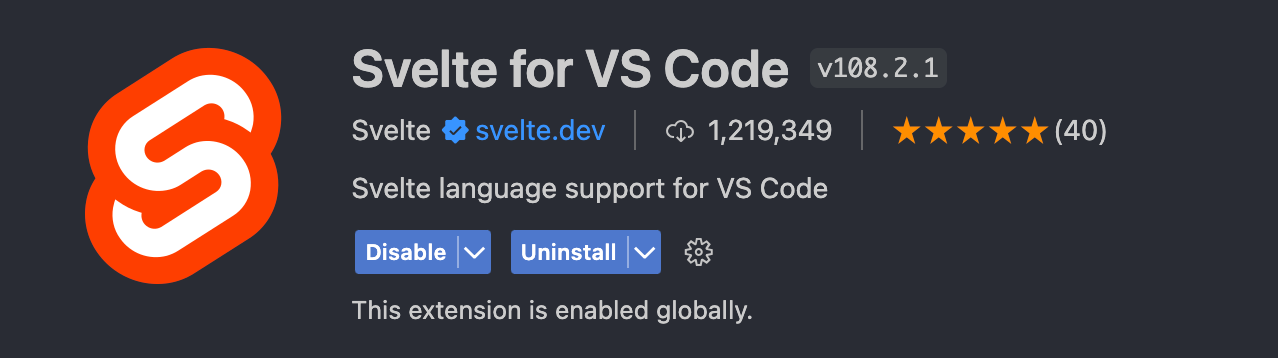 Svelte for VS Code v108.2.1
Svelte svelte.dev 1,219,349 (40)
Svelte language support for VS Code
Disable Uninstall
This extension is enabled globally.